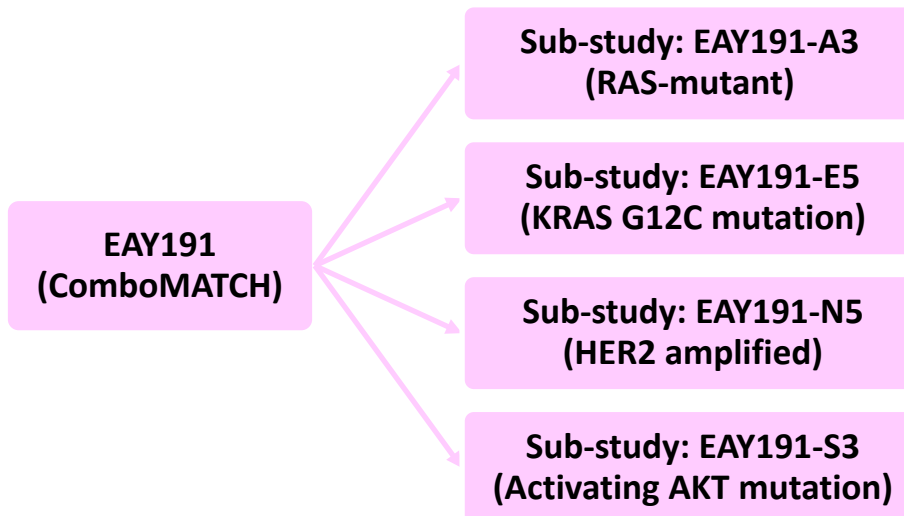 Sub-study: EAY191-A3
(RAS-mutant)
Sub-study: EAY191-E5
(KRAS G12C mutation)
EAY191
(ComboMATCH)
Sub-study: EAY191-N5
(HER2 amplified)
Sub-study: EAY191-S3
(Activating AKT mutation)